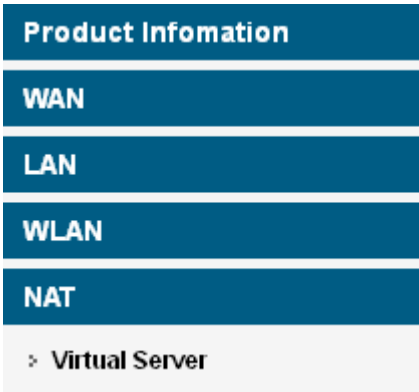 Product Infomation
WAN
LAN
WLAN
NAT
Virtual Server